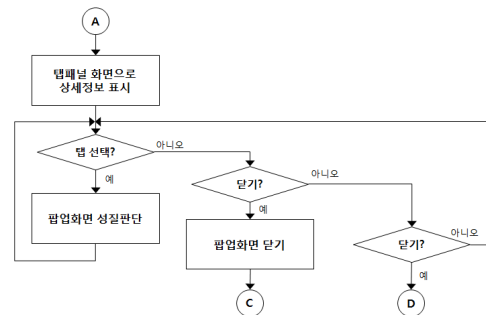 A
탭패널 화면으로
상세정보 표시
탭 선택?
아니오
예
닫기?
아니오
팝업화면 성질판단
예
팝업화면 닫기
닫기?
아니오
예
C
D